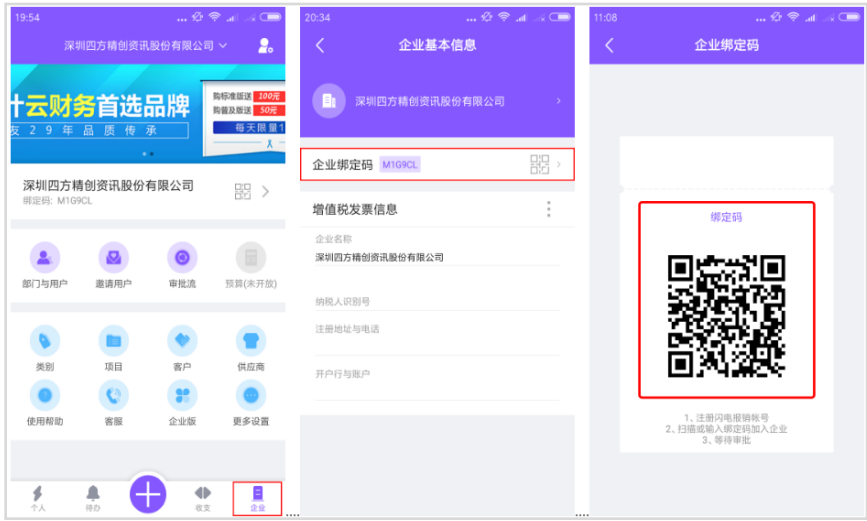 19:54
...
深圳四方精创资讯股份有限公司
十云财务首选品牌
友29年品质传承
购标准版送 100元
购普及版送 50元
每天限量1
深圳四方精创资讯股份有限公司
绑定码: M1G9CL
部门与用户
邀请用户
审批流
预算(未开放)
类别
项目
客户
供应商
使用帮助
客服
企业版
更多设置
个人
待办
收支
企业
....
20:34
...
企业基本信息
深圳四方精创资讯股份有限公司
企业绑定码 M1G9CL
增值税发票信息
企业名称
深圳四方精创资讯股份有限公司
纳税人识别号
注册地址与电话
开户行与账户
....
11:08
...
企业绑定码
绑定码
1、注册闪电报销帐号
2、扫描或输入绑定码加入企业
3、等待审批